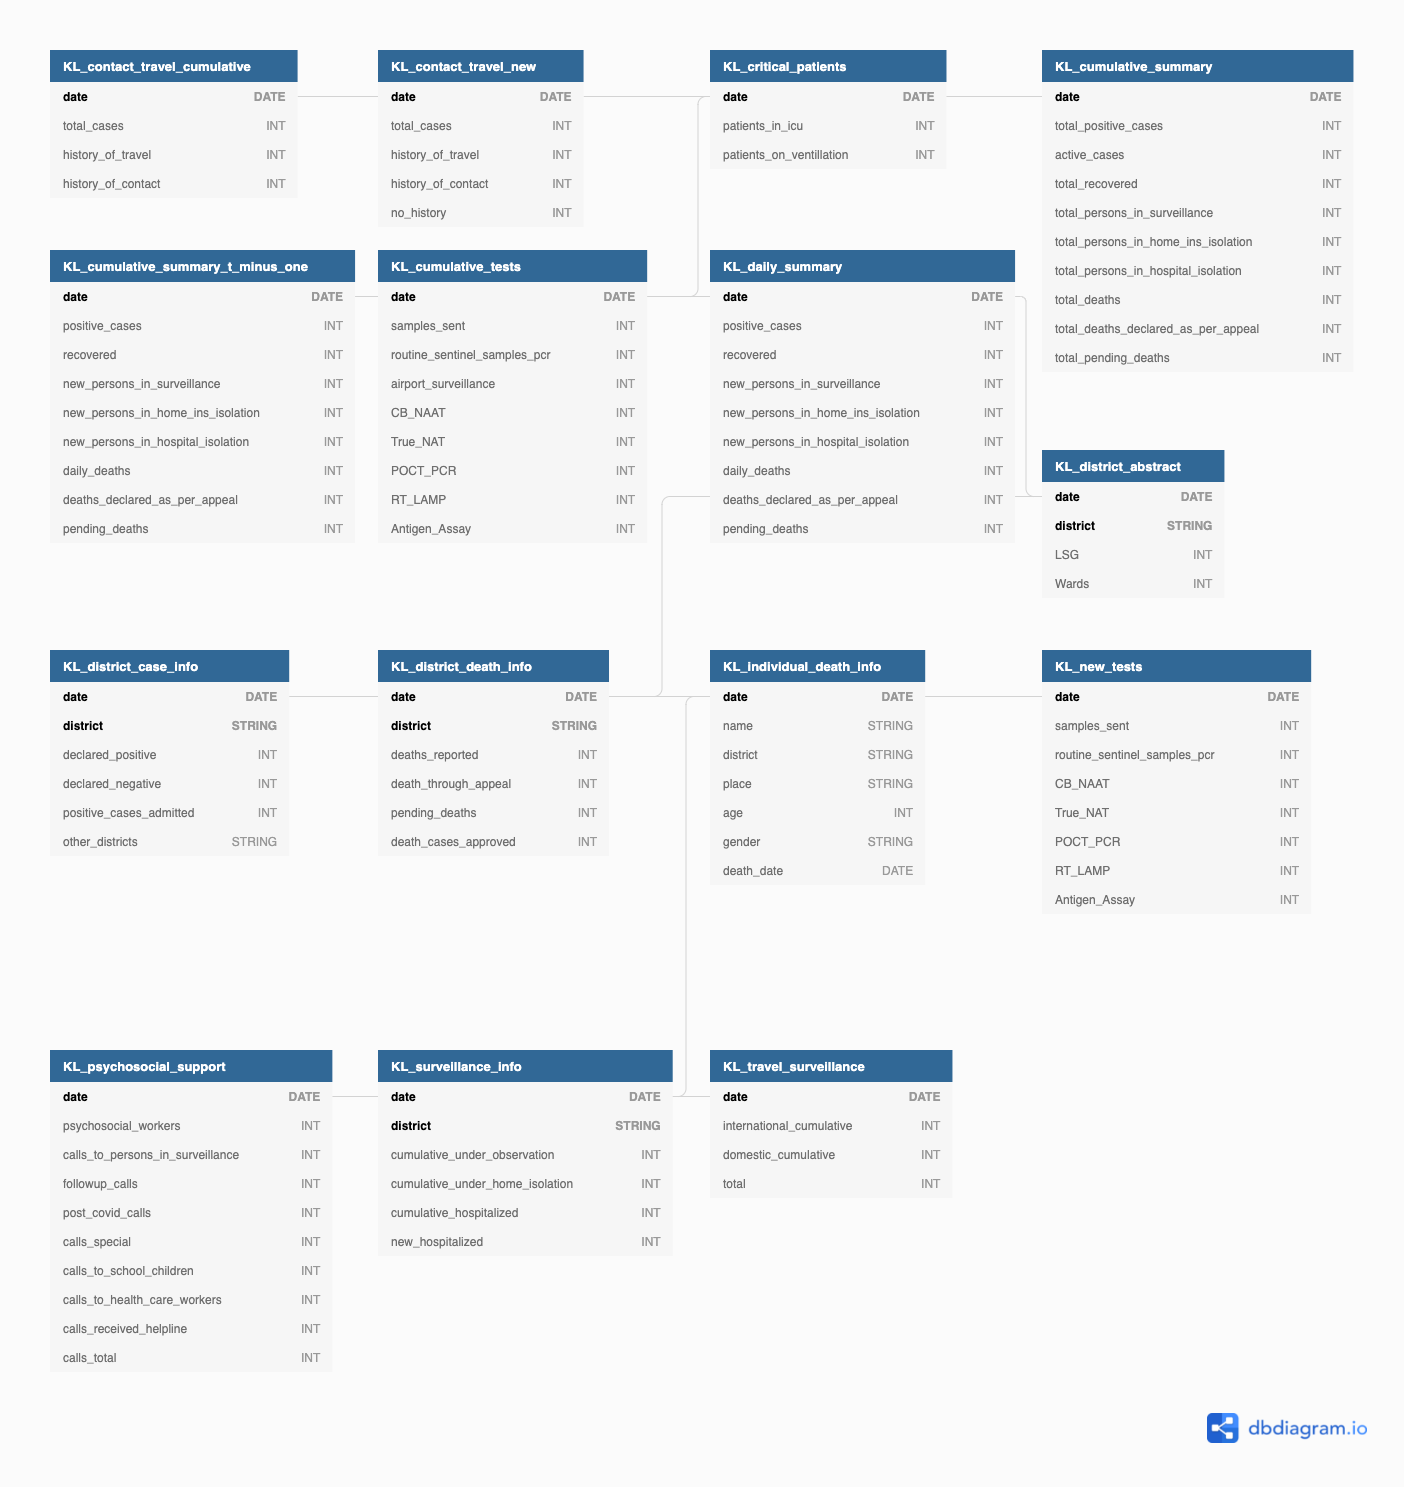 KL_contact_travel_cumulative
date DATE
total_cases INT
history_of_travel INT
history_of_contact INT
KL_contact_travel_new
date DATE
total_cases INT
history_of_travel INT
history_of_contact INT
no_history INT
KL_critical_patients
date DATE
patients_in_icu INT
patients_on_ventillation INT
KL_cumulative_summary
date DATE
total_positive_cases INT
active_cases INT
total_recovered INT
total_persons_in_surveillance INT
total_persons_in_home_ins_isolation INT
total_persons_in_hospital_isolation INT
total_deaths INT
total_deaths_declared_as_per_appeal INT
total_pending_deaths INT
KL_cumulative_summary_t_minus_one
date DATE
positive_cases INT
recovered INT
new_persons_in_surveillance INT
new_persons_in_home_ins_isolation INT
new_persons_in_hospital_isolation INT
daily_deaths INT
deaths_declared_as_per_appeal INT
pending_deaths INT
KL_cumulative_tests
date DATE
samples_sent INT
routine_sentinel_samples_pcr INT
airport_surveillance INT
CB_NAAT INT
True_NAT INT
POCT_PCR INT
RT_LAMP INT
Antigen_Assay INT
KL_daily_summary
date DATE
positive_cases INT
recovered INT
new_persons_in_surveillance INT
new_persons_in_home_ins_isolation INT
new_persons_in_hospital_isolation INT
daily_deaths INT
deaths_declared_as_per_appeal INT
pending_deaths INT
KL_district_abstract
date DATE
district STRING
LSG INT
Wards INT
KL_district_case_info
date DATE
district STRING
declared_positive INT
declared_negative INT
positive_cases_admitted INT
other_districts STRING
KL_district_death_info
date DATE
district STRING
deaths_reported INT
death_through_appeal INT
pending_deaths INT
death_cases_approved INT
KL_individual_death_info
date DATE
name STRING
district STRING
place STRING
age INT
gender STRING
death_date DATE
KL_new_tests
date DATE
samples_sent INT
routine_sentinel_samples_pcr INT
CB_NAAT INT
True_NAT INT
POCT_PCR INT
RT_LAMP INT
Antigen_Assay INT
KL_psychosocial_support
date DATE
psychosocial_workers INT
calls_to_persons_in_surveillance INT
followup_calls INT
post_covid_calls INT
calls_special INT
calls_to_school_children INT
calls_to_health_care_workers INT
calls_received_helpline INT
calls_total INT
KL_surveillance_info
date DATE
district STRING
cumulative_under_observation INT
cumulative_under_home_isolation INT
cumulative_hospitalized INT
new_hospitalized INT
KL_travel_surveillance
date DATE
international_cumulative INT
domestic_cumulative INT
total INT
dbdiagram.io